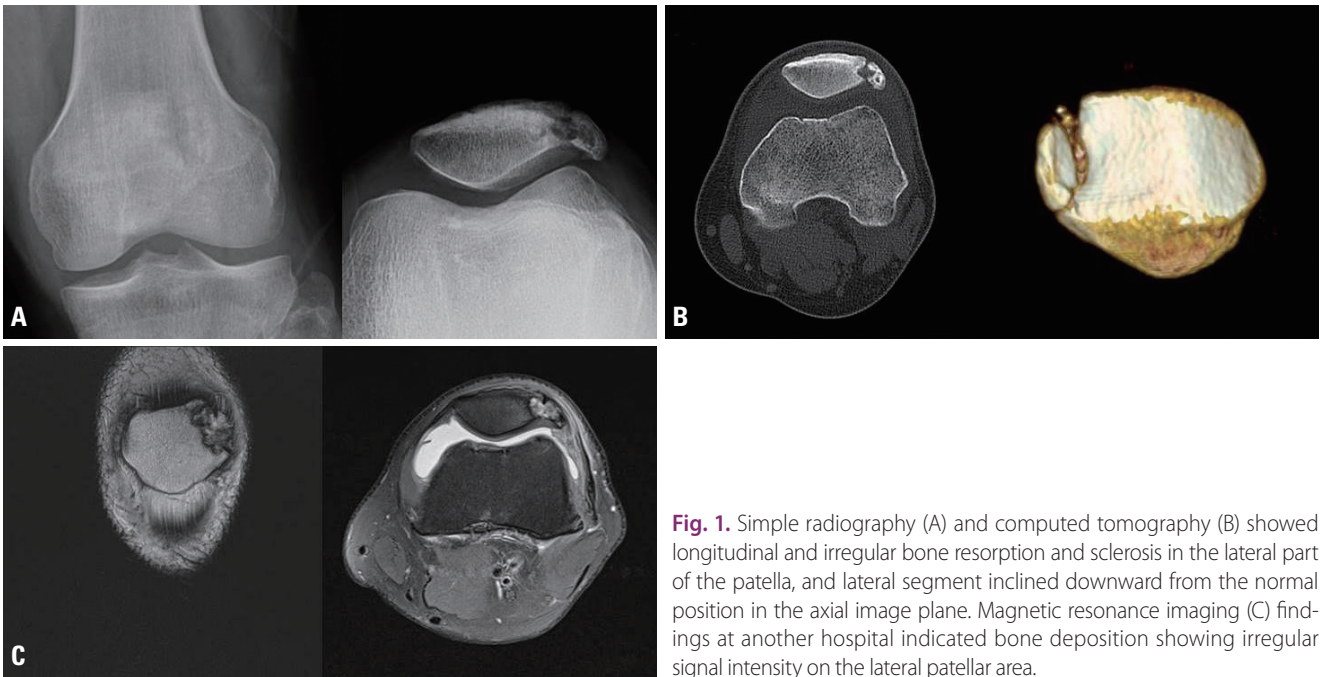 A
B
C
Fig. 1. Simple radiography (A) and computed tomography (B) showed
longitudinal and irregular bone resorption and sclerosis in the lateral part
of the patella, and lateral segment inclined downward from the normal
position in the axial image plane. Magnetic resonance imaging (C) find-
ings at another hospital indicated bone deposition showing irregular
signal intensity on the lateral patellar area.